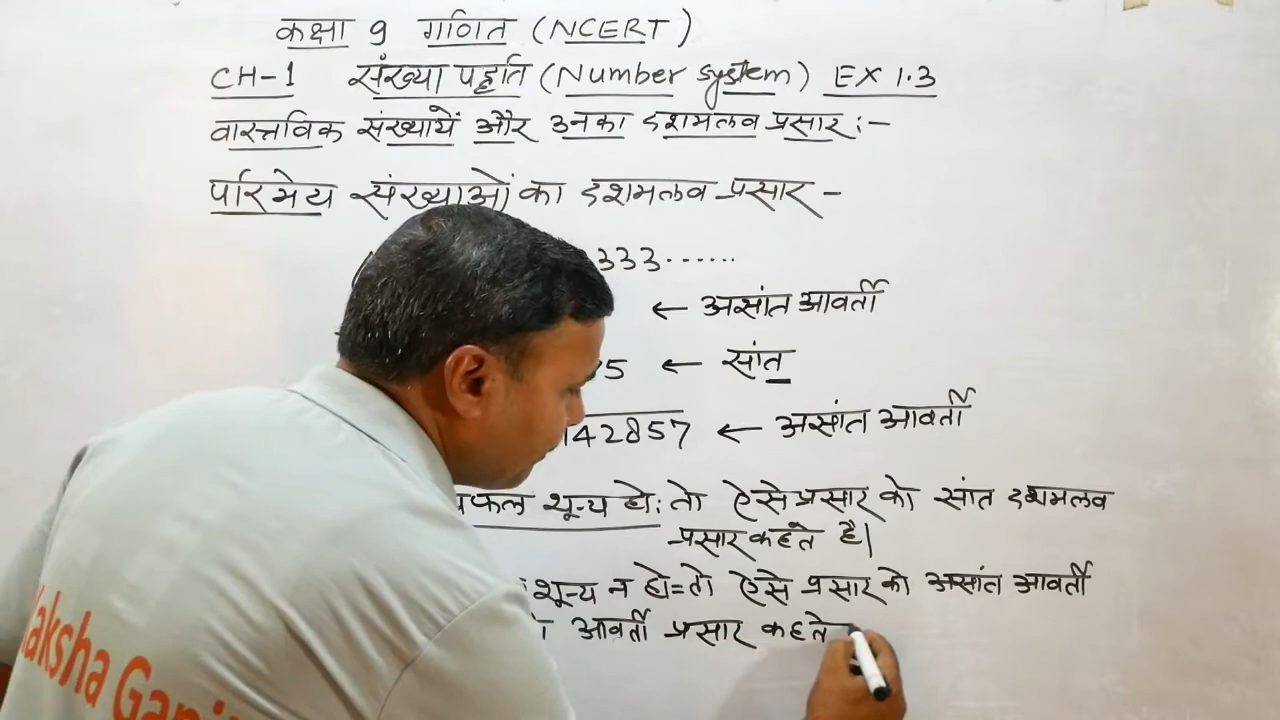 कक्षा 9 गणित (NCERT)
CH-1 संख्या पद्धति (Number system) EX 1.3
वास्तविक संख्यायें और उनका दशमलव प्रसार :-
परिमेय संख्याओं का दशमलव प्रसार -
333.......
← असांत आवर्ती
5 ← सांत
142857 ← असांत आवर्ती
फल शून्य हो: तो ऐसे प्रसार को सांत दशमलव
प्रसार कहते है।
शून्य न हो=तो ऐसे प्रसार को असांत आवर्ती
आवर्ती प्रसार कहते
aksha Gani